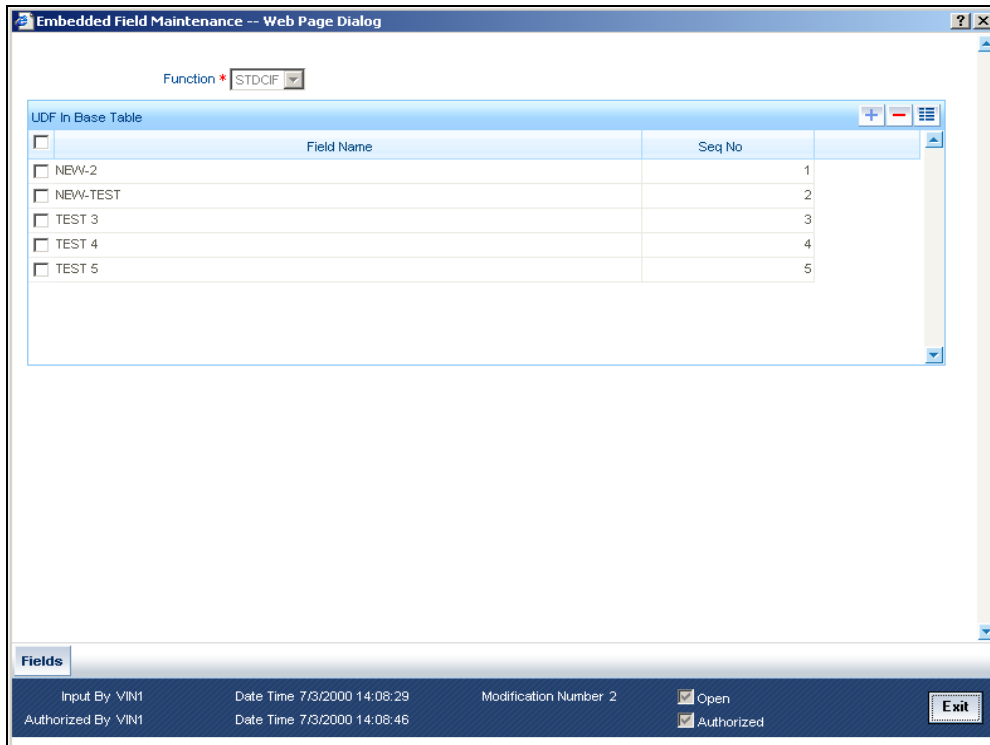 Embedded Field Maintenance -- Web Page Dialog
Function * STDCIF
UDF In Base Table
Field Name Seq No
NEW-2 1
NEW-TEST 2
TEST 3 3
TEST 4 4
TEST 5 5
Fields
Input By VIN1 Date Time 7/3/2000 14:08:29 Modification Number 2 Open
Authorized By VIN1 Date Time 7/3/2000 14:08:46 Authorized
Exit